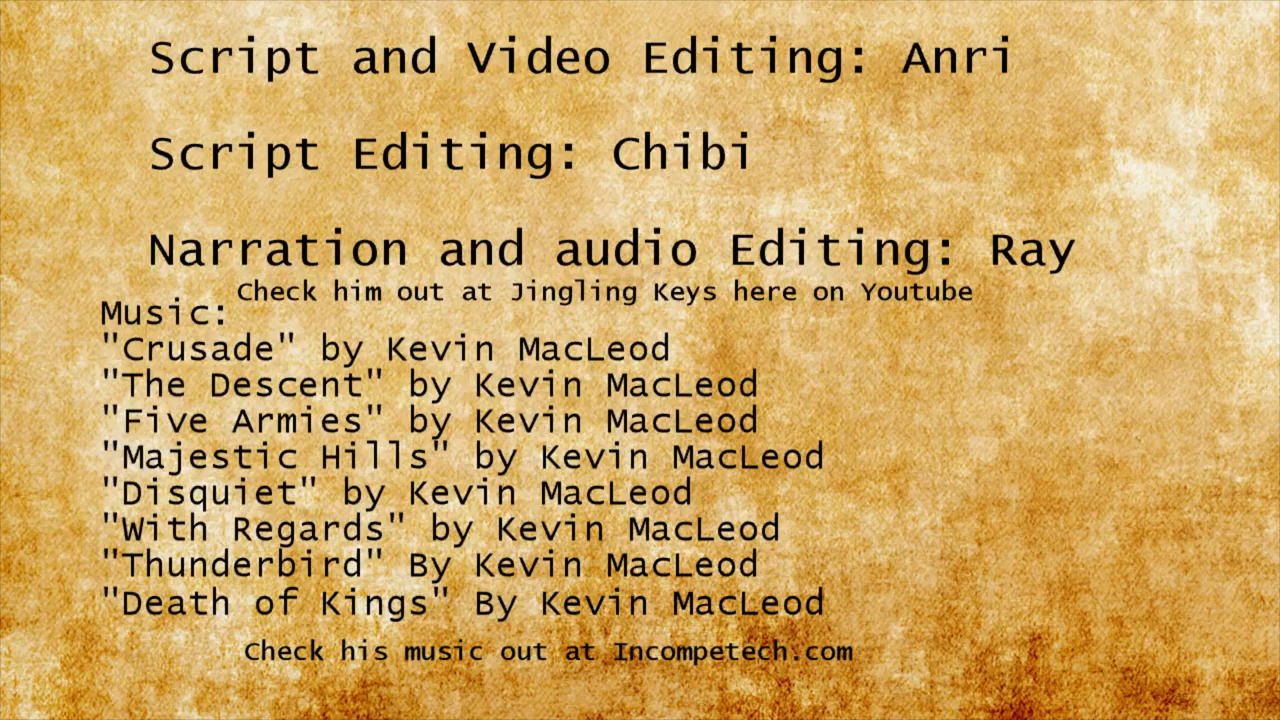 Script and Video Editing: Anri
Script Editing: Chibi
Narration and audio Editing: Ray
Check him out at Jingling Keys here on Youtube
Music:
"Crusade" by Kevin MacLeod
"The Descent" by Kevin MacLeod
"Five Armies" by Kevin MacLeod
"Majestic Hills" by Kevin MacLeod
"Disquiet" by Kevin MacLeod
"With Regards" by Kevin MacLeod
"Thunderbird" By Kevin MacLeod
"Death of Kings" By Kevin MacLeod
Check his music out at Incompetech.com